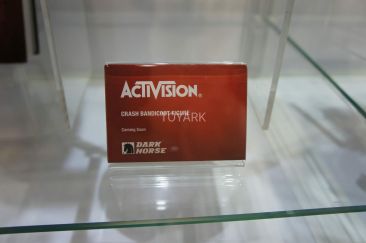 ACTIVISION®
CRASH BANDICOOT FIGURE
TOYARK
Coming Soon
DARK
HORSE